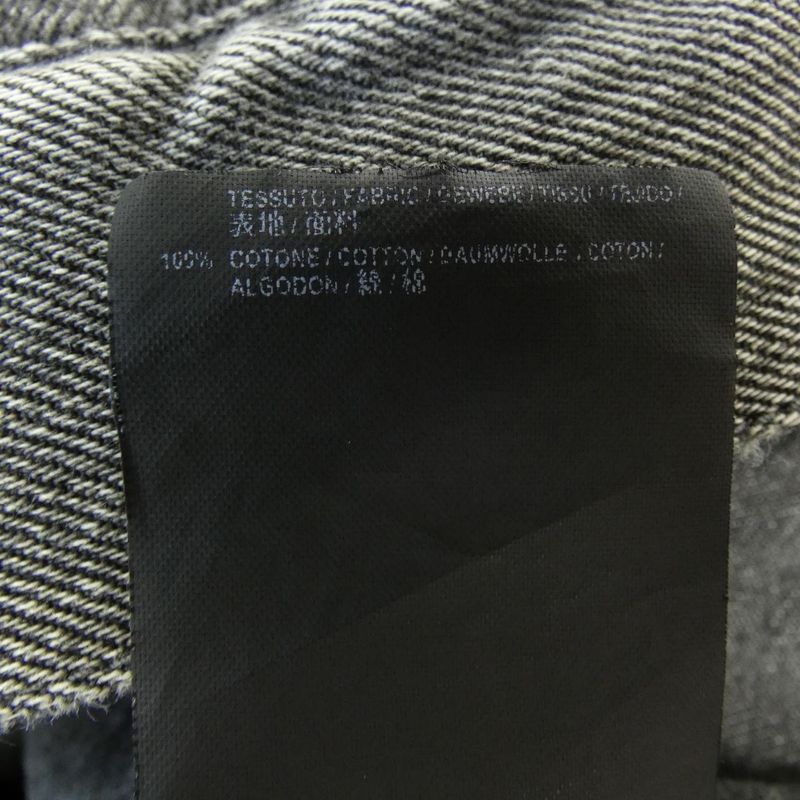 TESSUTO / FABRIC / GEWEBE / TISSU / TEJIDO /
表地 / 面料
100% COTONE / COTTON / BAUMWOLLE / COTON /
ALGODON / 綿 / 棉